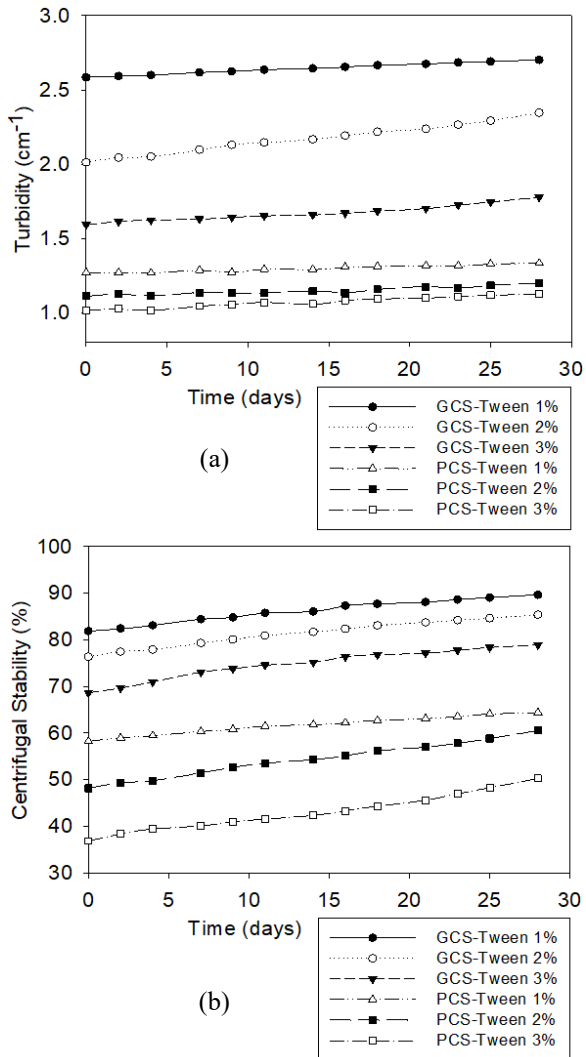 3.0
2.5
2.0
1.5
1.0
Turbidity (cm-1)
0 5 10 15 20 25 30
Time (days)
GCS-Tween 1%
GCS-Tween 2%
GCS-Tween 3%
PCS-Tween 1%
PCS-Tween 2%
PCS-Tween 3%
(a)
100
90
80
70
60
50
40
30
Centrifugal Stability (%)
0 5 10 15 20 25 30
Time (days)
GCS-Tween 1%
GCS-Tween 2%
GCS-Tween 3%
PCS-Tween 1%
PCS-Tween 2%
PCS-Tween 3%
(b)